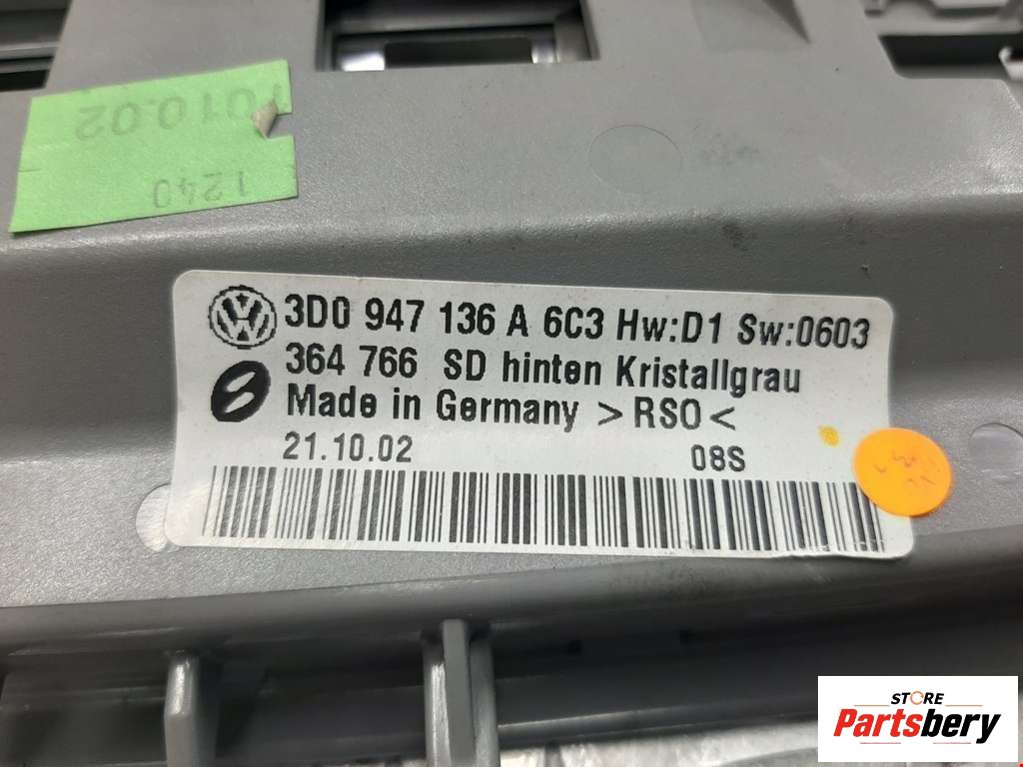 1010.02
1240
3D0 947 136 A 6C3 Hw:D1 Sw:0603
364 766 SD hinten Kristallgrau
8 Made in Germany >RSO<
21.10.02 08S
STORE
Partsbery